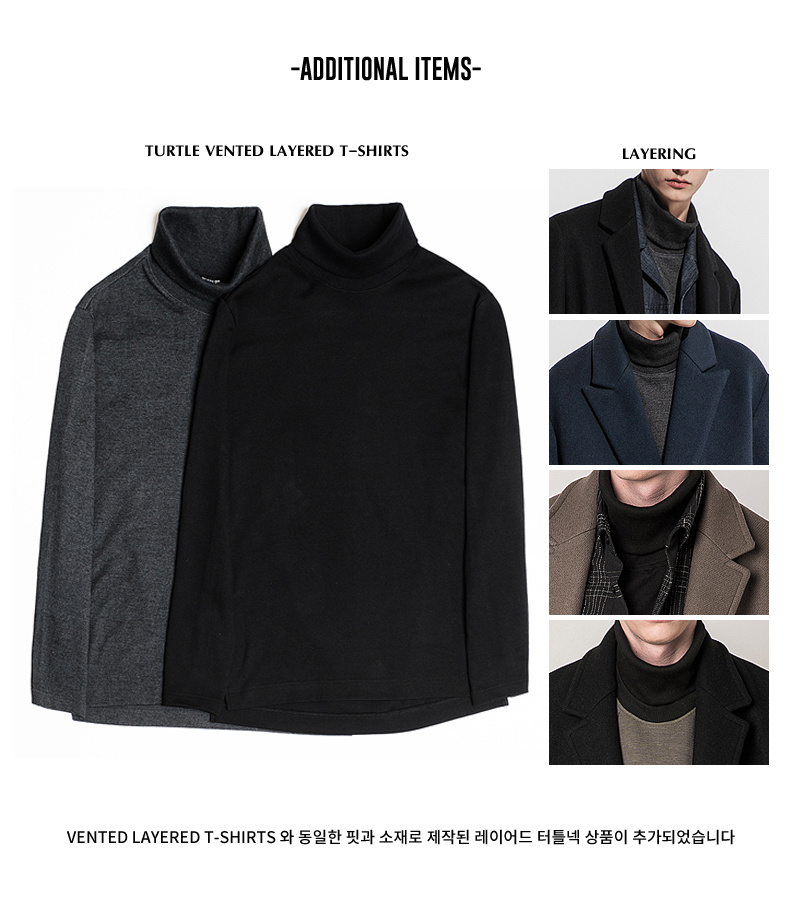 -ADDITIONAL ITEMS-
TURTLE VENTED LAYERED T-SHIRTS
LAYERING
VENTED LAYERED T-SHIRTS 와 동일한 핏과 소재로 제작된 레이어드 터틀넥 상품이 추가되었습니다